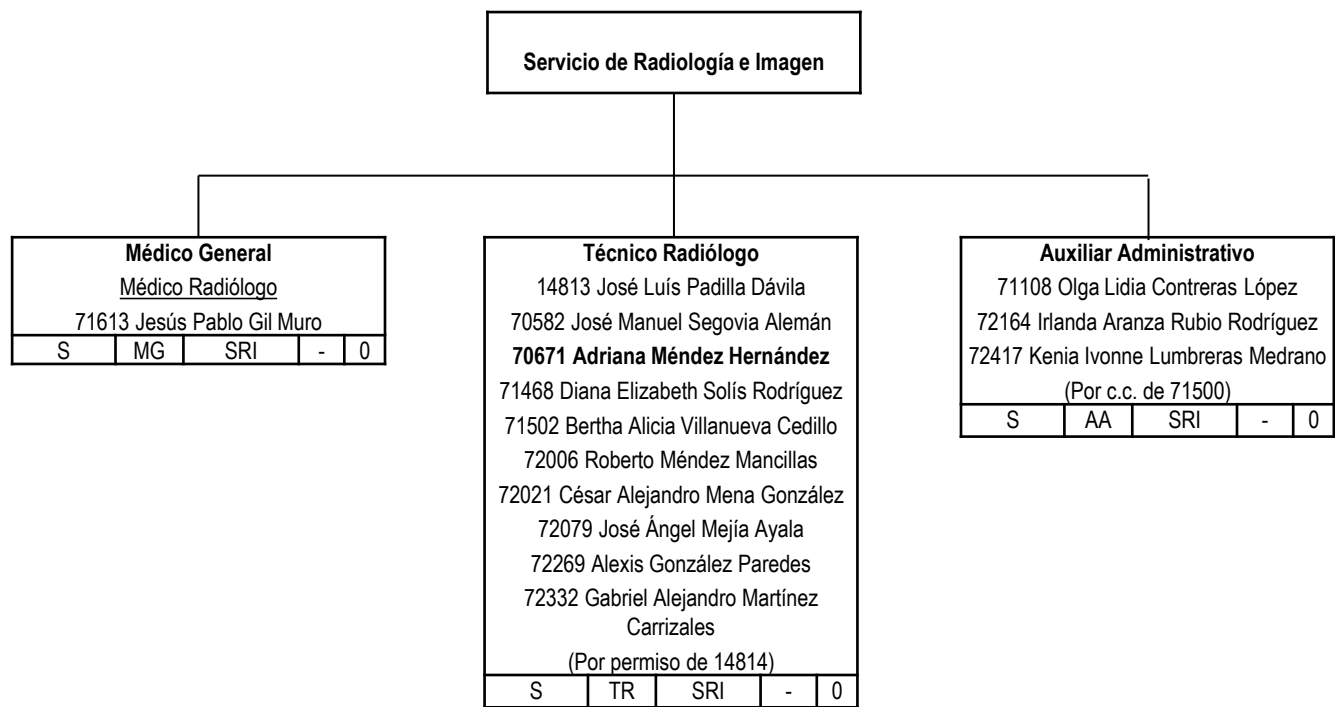 Servicio de Radiología e Imagen
Médico General
Médico Radiólogo
71613 Jesús Pablo Gil Muro
S MG SRI - 0
Técnico Radiólogo
14813 José Luís Padilla Dávila
70582 José Manuel Segovia Alemán
70671 Adriana Méndez Hernández
71468 Diana Elizabeth Solís Rodríguez
71502 Bertha Alicia Villanueva Cedillo
72006 Roberto Méndez Mancillas
72021 César Alejandro Mena González
72079 José Ángel Mejía Ayala
72269 Alexis González Paredes
72332 Gabriel Alejandro Martínez
Carrizales
(Por permiso de 14814)
S TR SRI - 0
Auxiliar Administrativo
71108 Olga Lidia Contreras López
72164 Irlanda Aranza Rubio Rodríguez
72417 Kenia Ivonne Lumbreras Medrano
(Por c.c. de 71500)
S AA SRI - 0